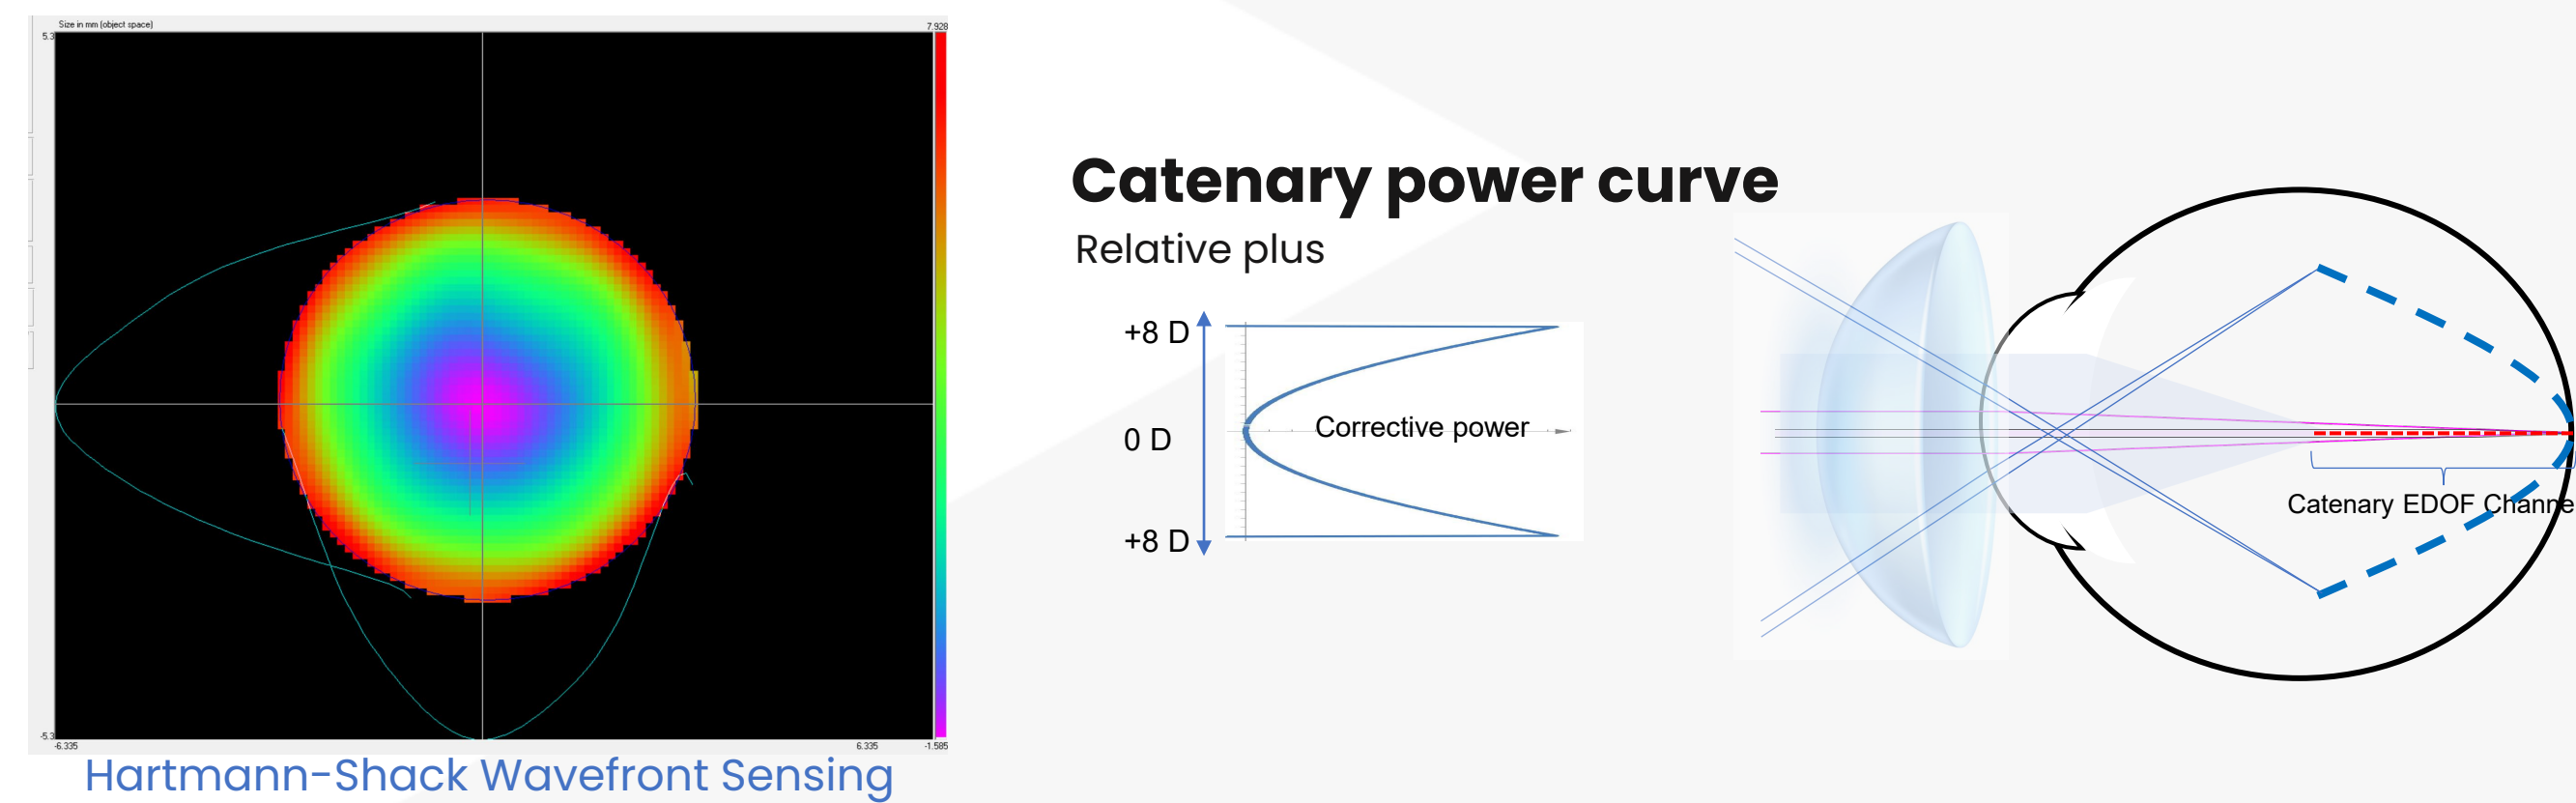 Size in mm (object space)
7.928
5.3
-5.3
-6.335
6.335
-1.585
Hartmann-Shack Wavefront Sensing
Catenary power curve
Relative plus
+8 D
Corrective power
0 D
+8 D
Catenary EDOF Channe